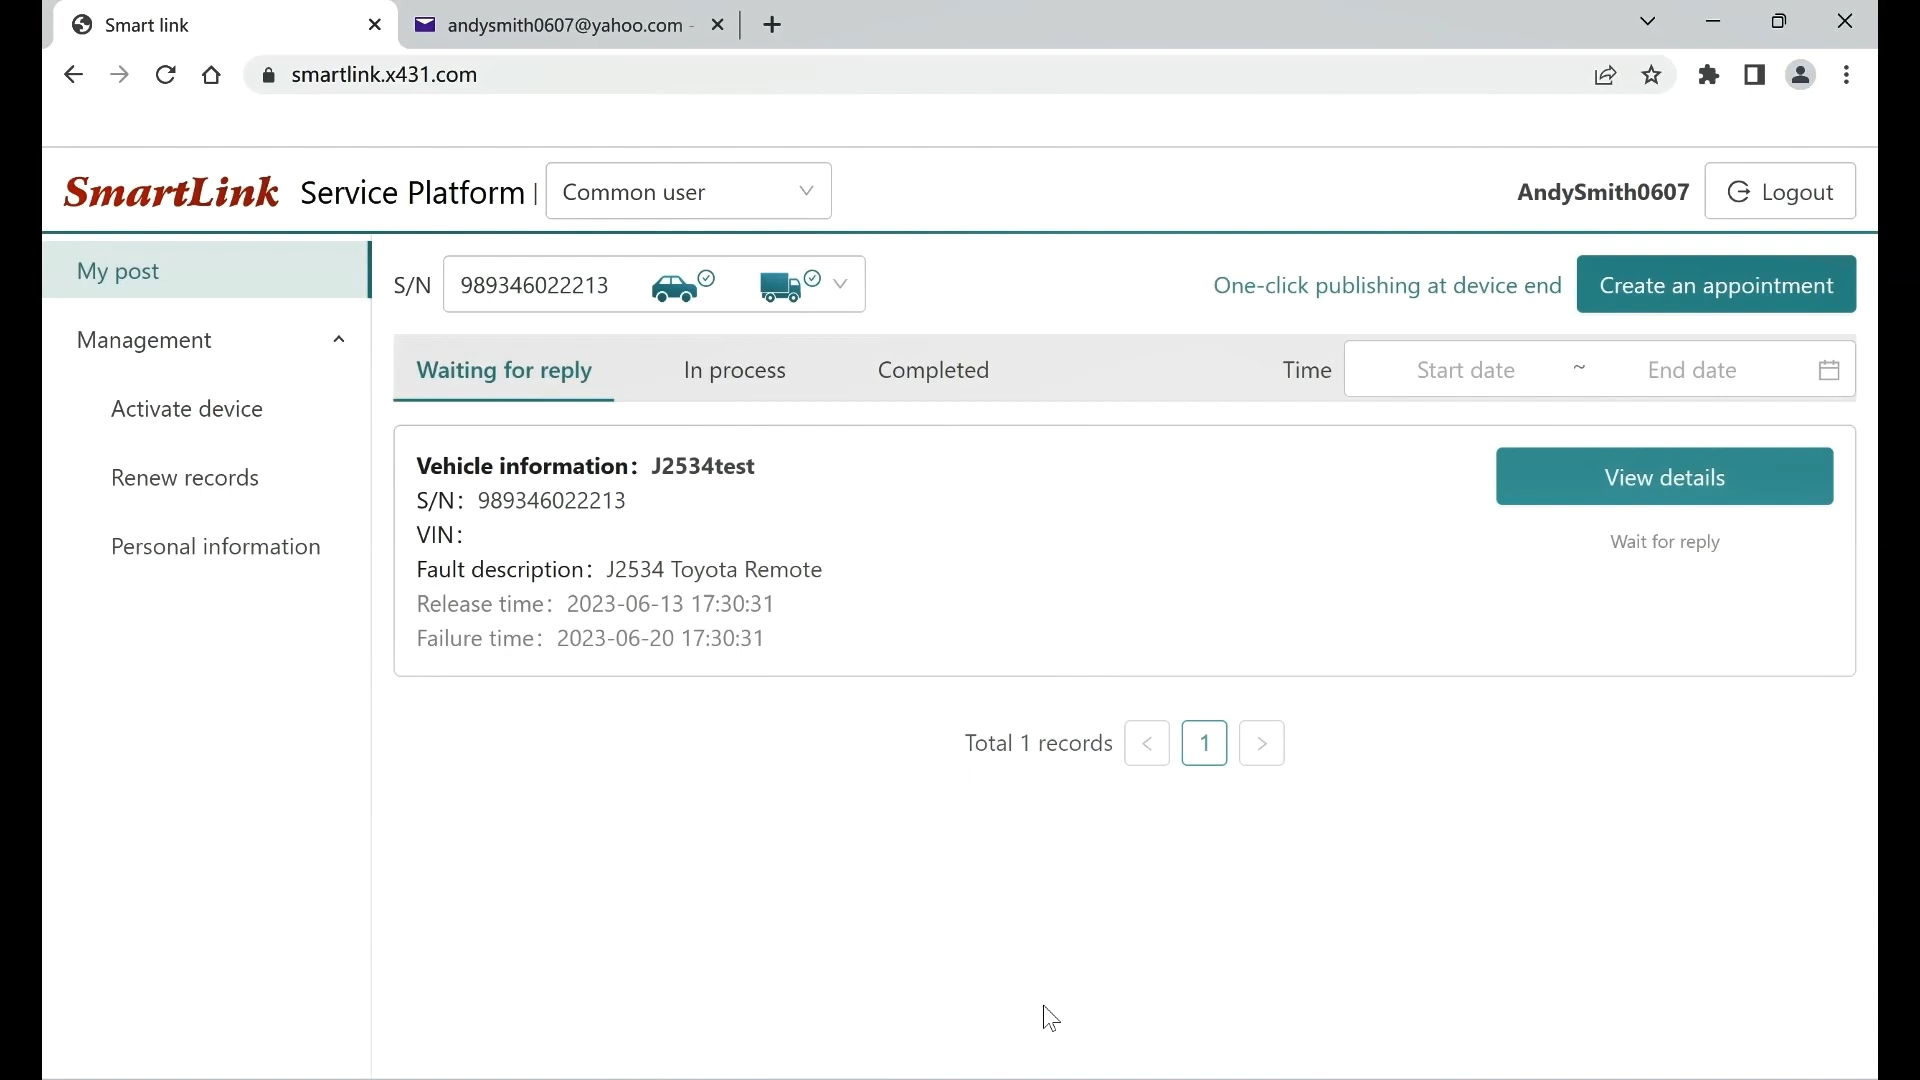 Smart link
andysmith0607@yahoo.com -
smartlink.x431.com
SmartLink Service Platform | Common user
AndySmith0607
Logout
My post
Management
Activate device
Renew records
Personal information
S/N 989346022213
One-click publishing at device end
Create an appointment
Waiting for reply
In process
Completed
Time Start date ~ End date
Vehicle information: J2534test
S/N: 989346022213
VIN:
Fault description: J2534 Toyota Remote
Release time: 2023-06-13 17:30:31
Failure time: 2023-06-20 17:30:31
View details
Wait for reply
Total 1 records < 1 >